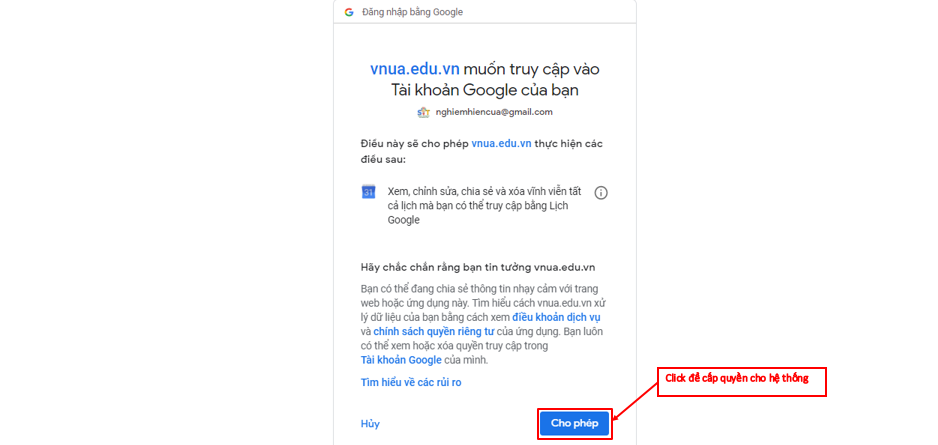 Đăng nhập bằng Google
vnua.edu.vn muốn truy cập vào
Tài khoản Google của bạn
nghiemhiencua@gmail.com
Điều này sẽ cho phép vnua.edu.vn thực hiện các
điều sau:
31
Xem, chỉnh sửa, chia sẻ và xóa vĩnh viễn tất
cả lịch mà bạn có thể truy cập bằng Lịch
Google
Hãy chắc chắn rằng bạn tin tưởng vnua.edu.vn
Bạn có thể đang chia sẻ thông tin nhạy cảm với trang
web hoặc ứng dụng này. Tìm hiểu cách vnua.edu.vn xử
lý dữ liệu của bạn bằng cách xem điều khoản dịch vụ
và chính sách quyền riêng tư của ứng dụng. Bạn luôn
có thể xem hoặc xóa quyền truy cập trong
Tài khoản Google của mình.
Tìm hiểu về các rủi ro
Click để cấp quyền cho hệ thống
Hủy
Cho phép